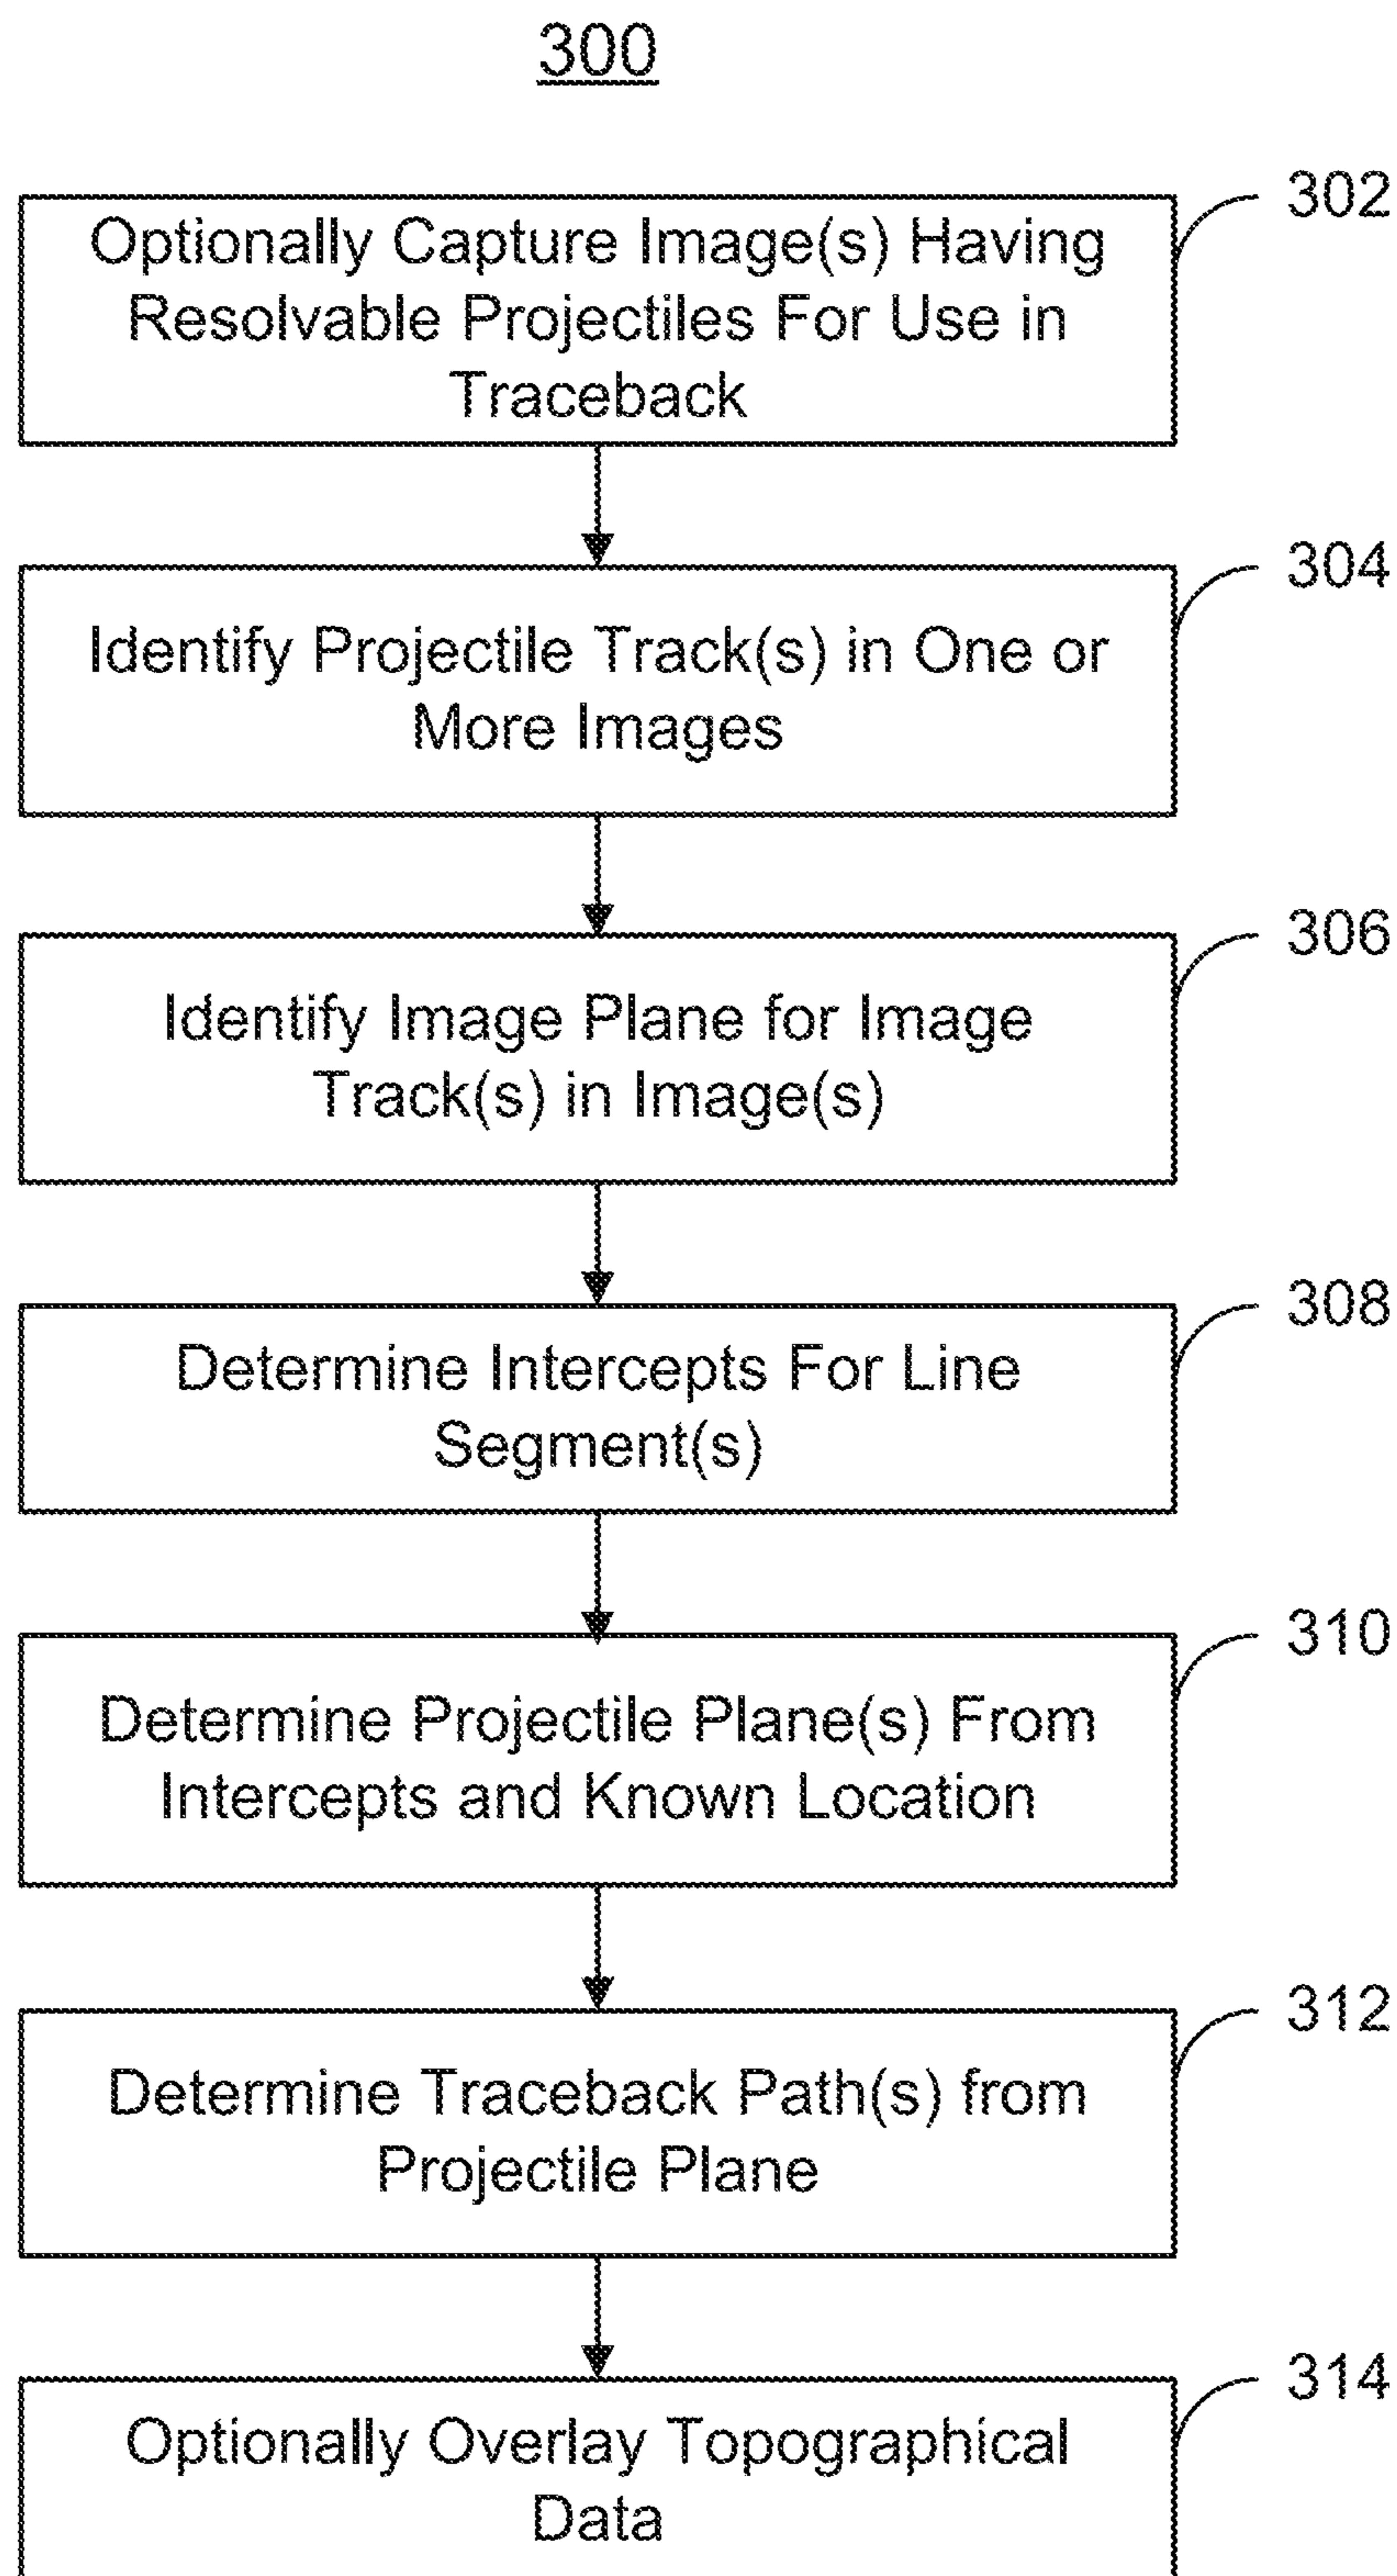 300
302
Optionally Capture Image(s) Having
Resolvable Projectiles For Use in
Traceback
304
Identify Projectile Track(s) in One or
More Images
306
Identify Image Plane for Image
Track(s) in Image(s)
308
Determine Intercepts For Line
Segment(s)
310
Determine Projectile Plane(s) From
Intercepts and Known Location
312
Determine Traceback Path(s) from
Projectile Plane
314
Optionally Overlay Topographical
Data